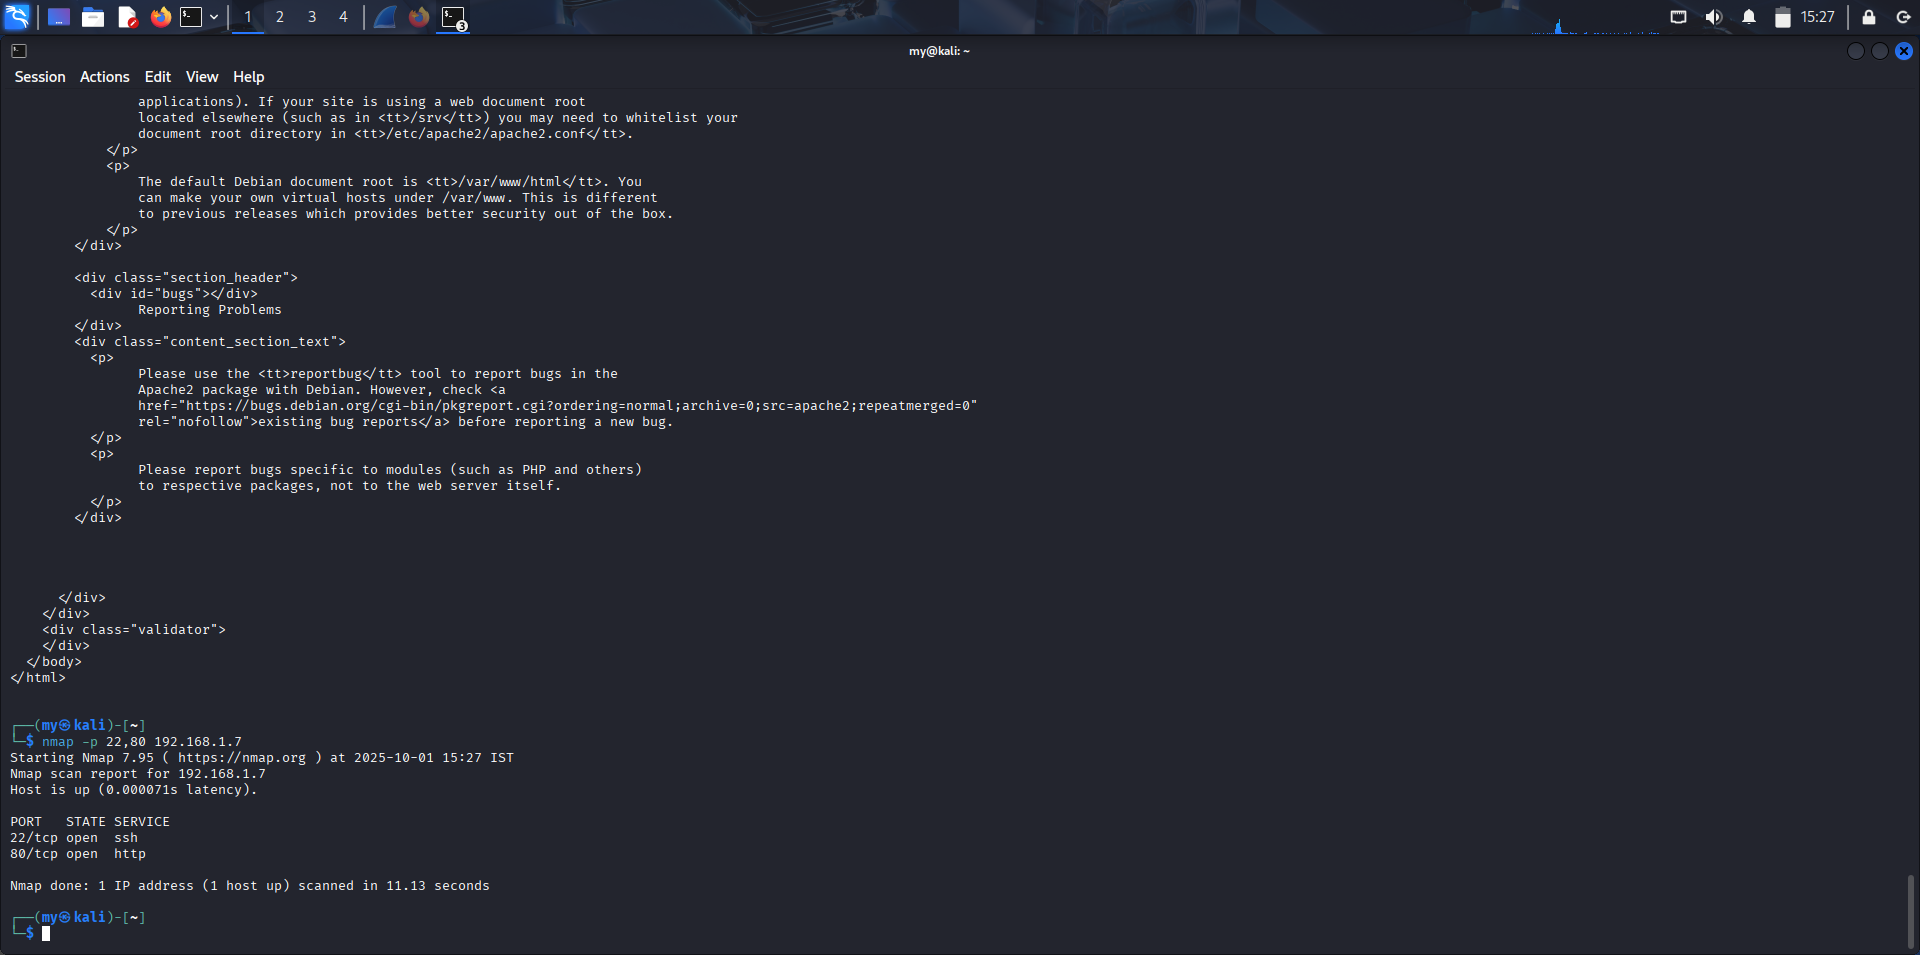 1 2 3 4
3
15:27
my@kali: ~
Session Actions Edit View Help
applications). If your site is using a web document root
located elsewhere (such as in <tt>/srv</tt>) you may need to whitelist your
document root directory in <tt>/etc/apache2/apache2.conf</tt>.
</p>
<p>
The default Debian document root is <tt>/var/www/html</tt>. You
can make your own virtual hosts under /var/www. This is different
to previous releases which provides better security out of the box.
</p>
</div>
<div class="section_header">
<div id="bugs"></div>
Reporting Problems
</div>
<div class="content_section_text">
<p>
Please use the <tt>reportbug</tt> tool to report bugs in the
Apache2 package with Debian. However, check <a
href="https://bugs.debian.org/cgi-bin/pkgreport.cgi?ordering=normal;archive=0;src=apache2;repeatmerged=0"
rel="nofollow">existing bug reports</a> before reporting a new bug.
</p>
<p>
Please report bugs specific to modules (such as PHP and others)
to respective packages, not to the web server itself.
</p>
</div>
</div>
</div>
<div class="validator">
</div>
</body>
</html>
┌──(my㉿kali)-[~]
└─$ nmap -p 22,80 192.168.1.7
Starting Nmap 7.95 ( https://nmap.org ) at 2025-10-01 15:27 IST
Nmap scan report for 192.168.1.7
Host is up (0.000071s latency).
PORT STATE SERVICE
22/tcp open ssh
80/tcp open http
Nmap done: 1 IP address (1 host up) scanned in 11.13 seconds
┌──(my㉿kali)-[~]
└─$